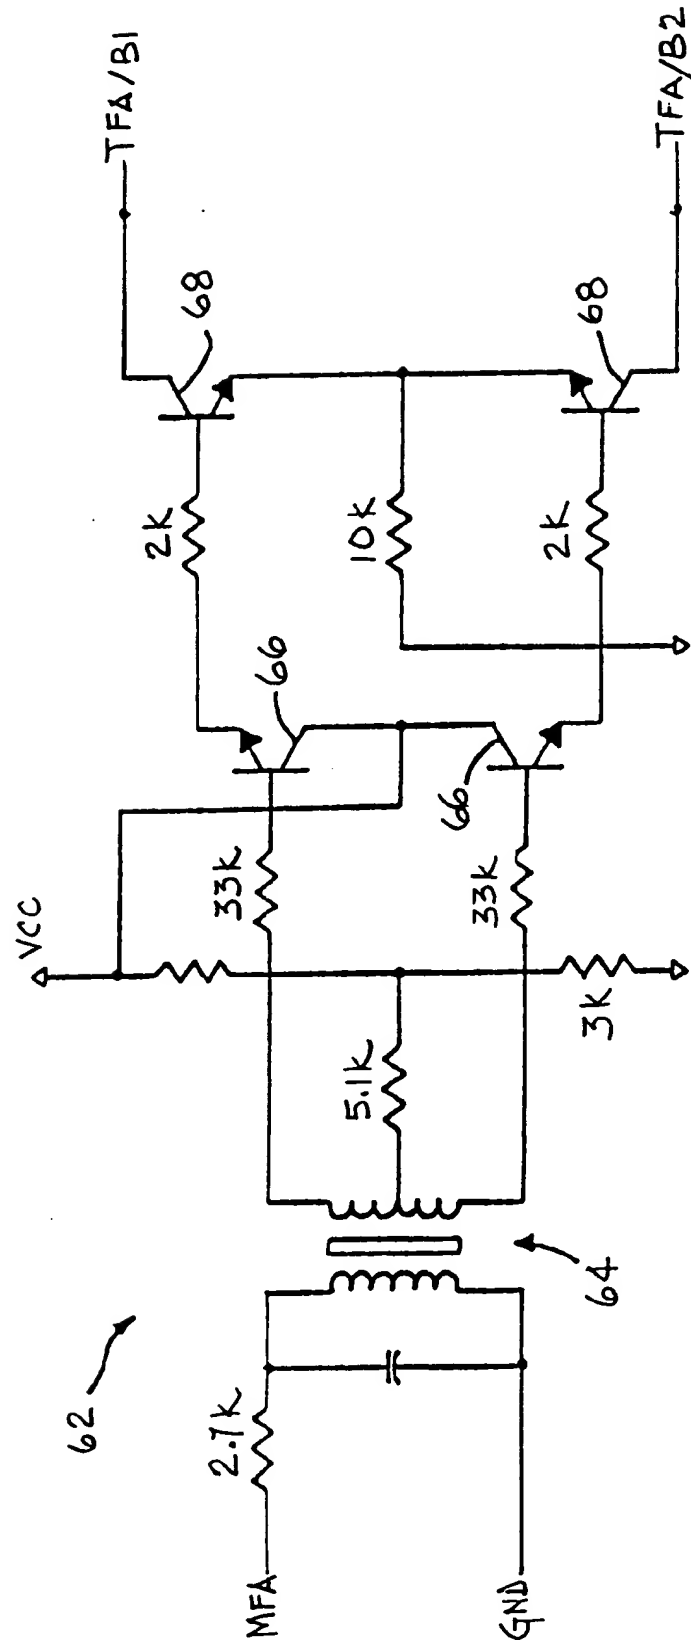 62
MFA
GND
2.7K
64
5.1K
VCC
3K
33K
33K
66
66
2K
10K
2K
68
68
TFA/B1
TFA/B2